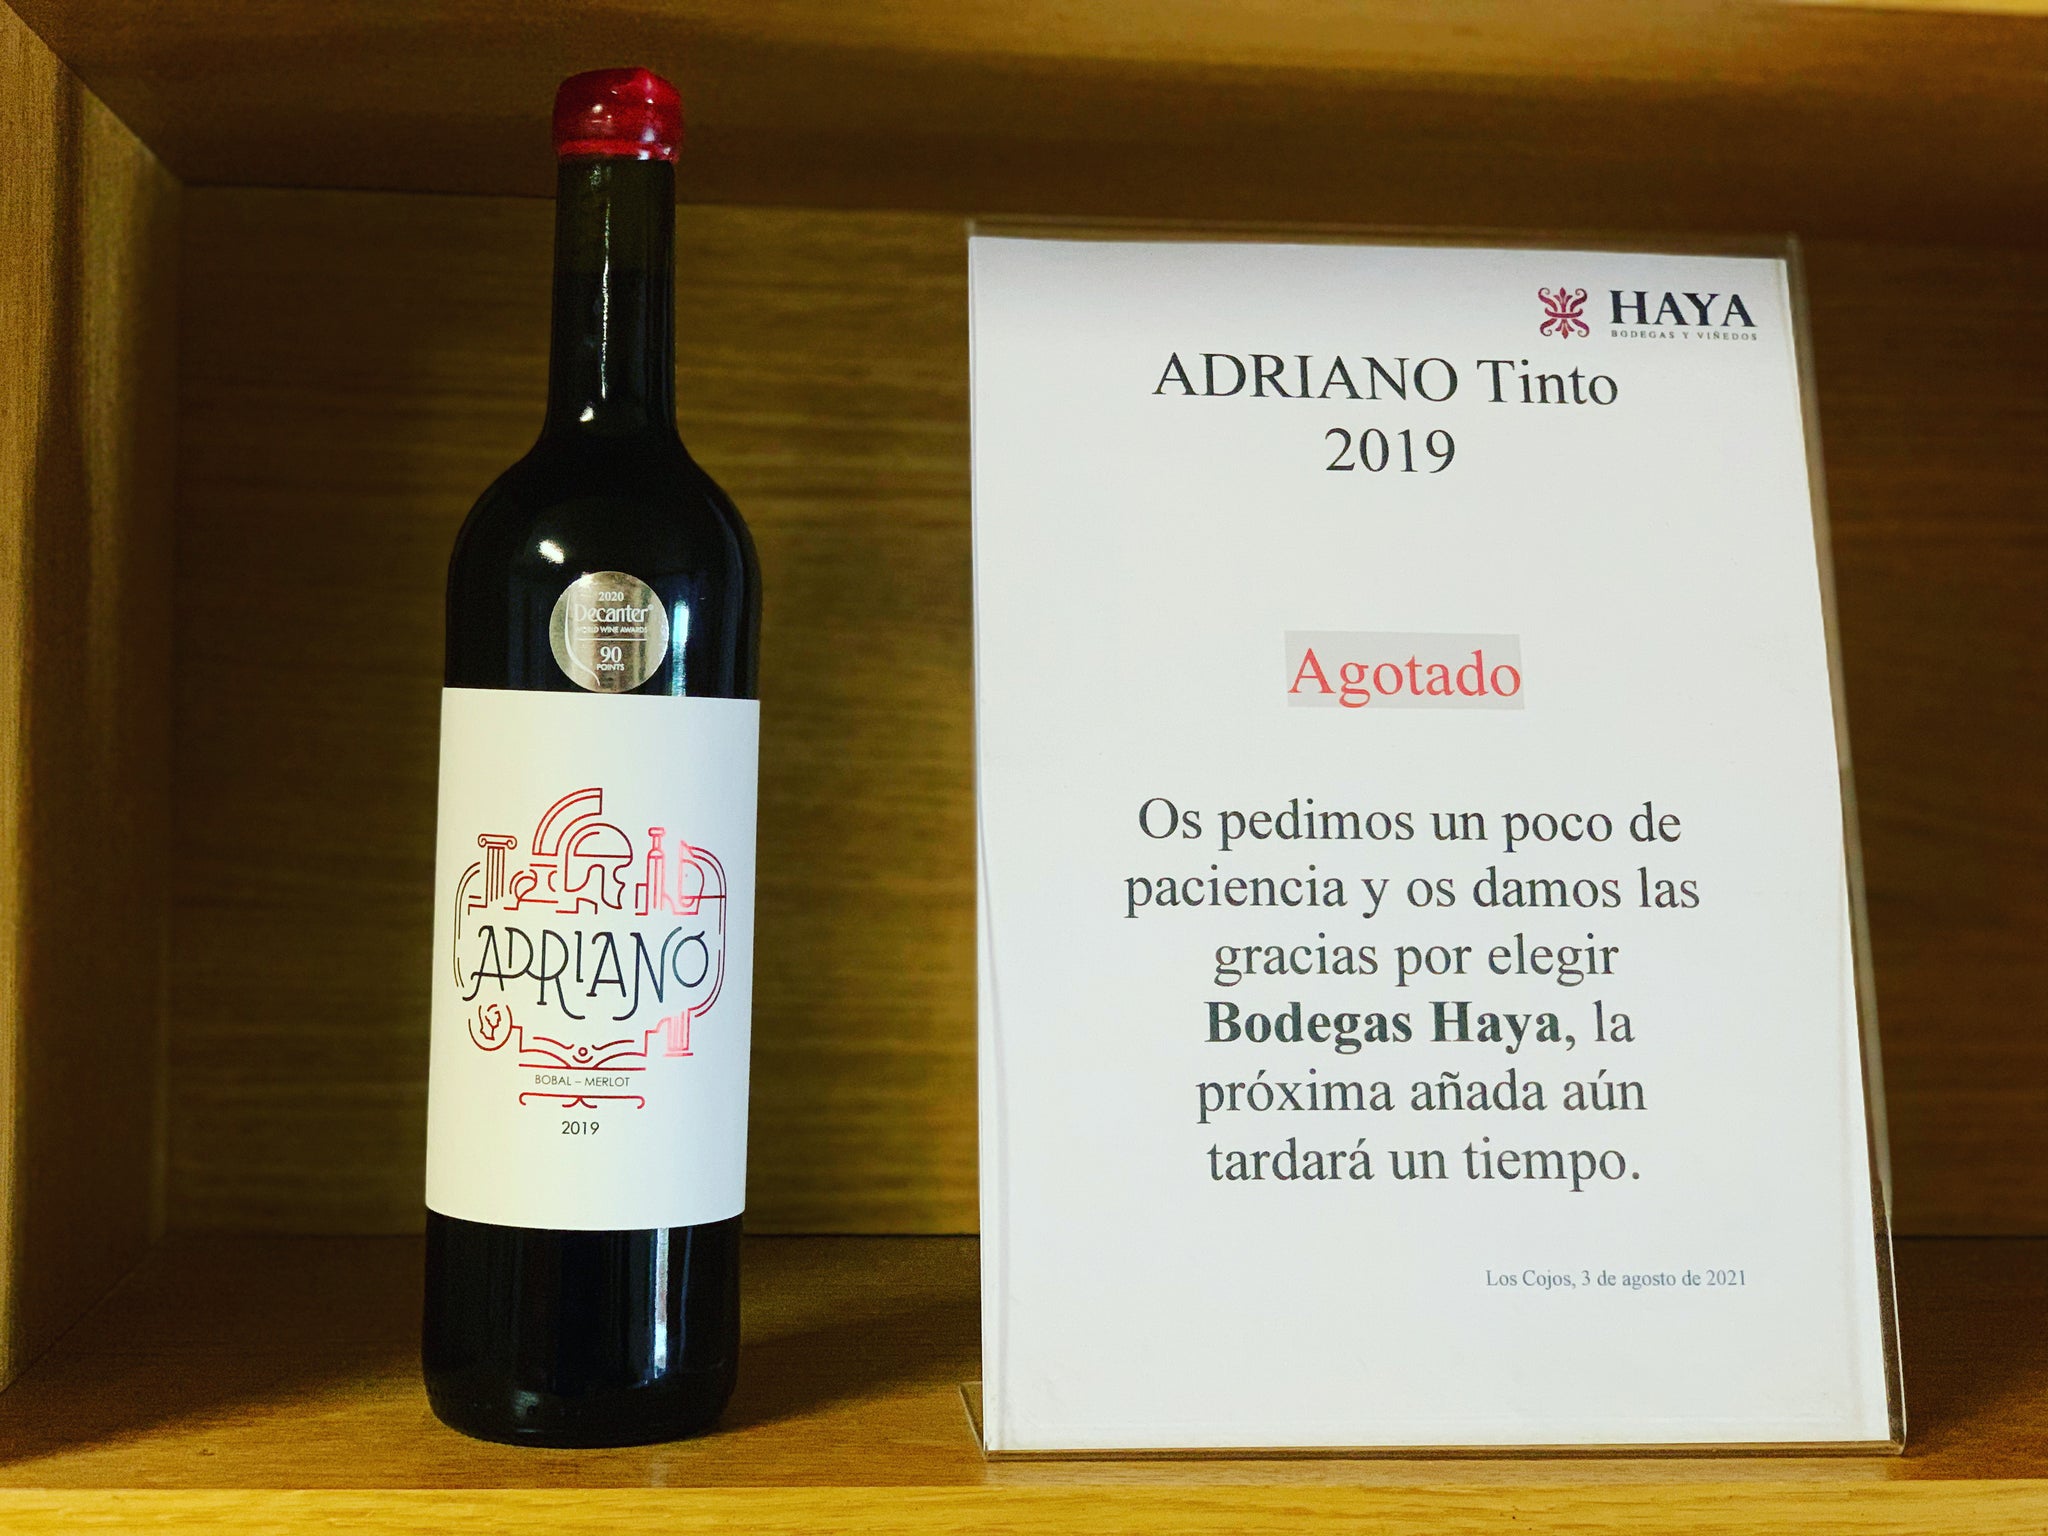 2020
Decanter
WORLD WINE AWARDS
90
POINTS
ADRIANO
BOBAL – MERLOT
2019
HAYA
BODEGAS Y VIÑEDOS
ADRIANO Tinto
2019
Agotado
Os pedimos un poco de
paciencia y os damos las
gracias por elegir
Bodegas Haya, la
próxima añada aún
tardará un tiempo.
Los Cojos, 3 de agosto de 2021